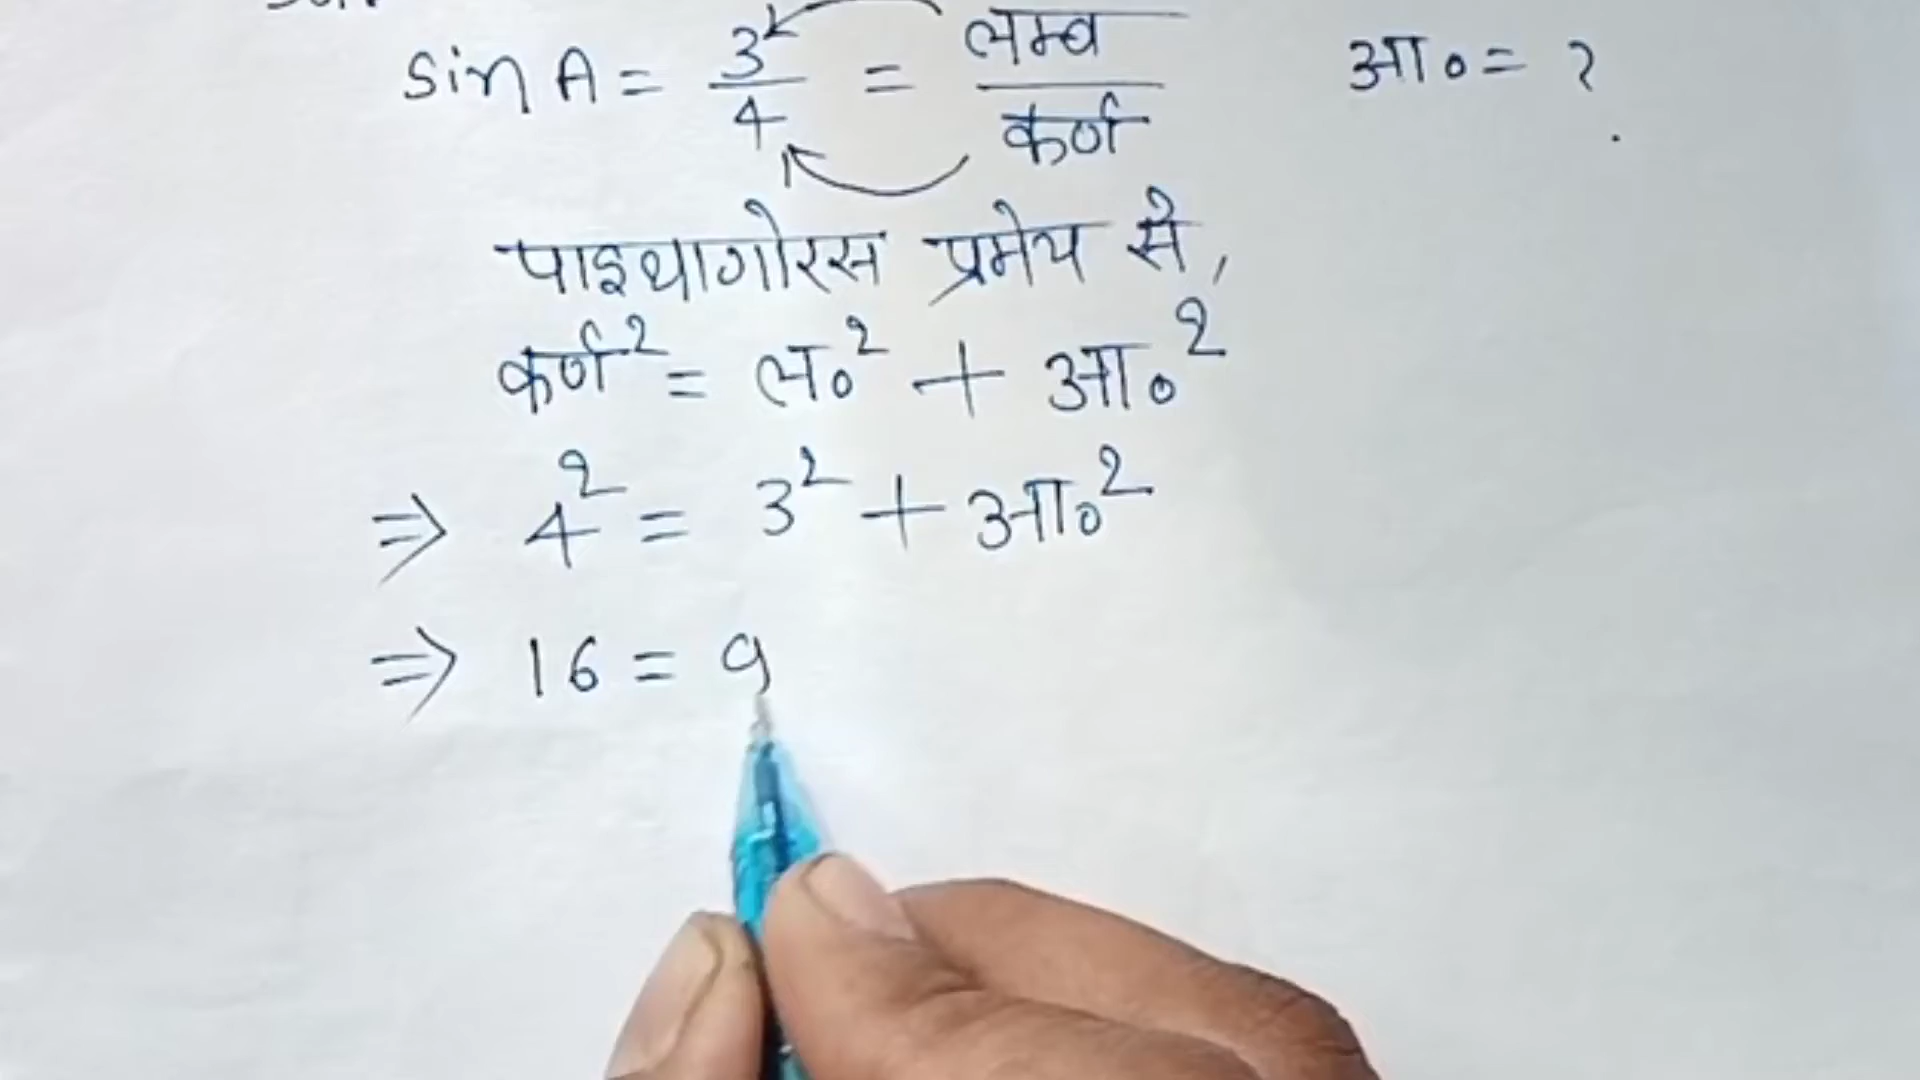 sin A = 3/4 = लम्ब/कर्ण आ० = ?
पाइथागोरस प्रमेय से,
कर्ण² = ल०² + आ०²
⇒ 4² = 3² + आ०²
⇒ 16 = 9